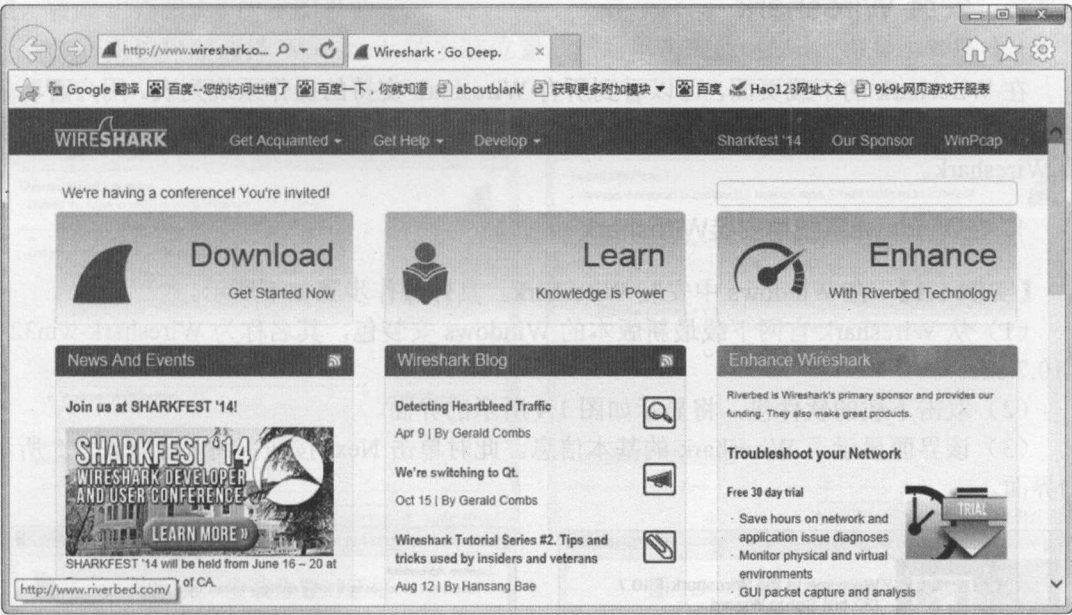 http://www.wireshark.o...
Wireshark · Go Deep.
Google 翻译
百度--您的访问出错了
百度一下，你就知道
aboutblank
获取更多附加模块
百度
Hao123网址大全
9k9k网页游戏开服表
WIRESHARK
Get Acquainted
Get Help
Develop
Sharkfest '14
Our Sponsor
WinPcap
We're having a conference! You're invited!
Download
Get Started Now
Learn
Knowledge is Power
Enhance
With Riverbed Technology
News And Events
Join us at SHARKFEST '14!
SHARKFEST '14
WIRESHARK DEVELOPER
AND USER CONFERENCE
LEARN MORE »
SHARKFEST '14 will be held from June 16 – 20 at
of CA.
http://www.riverbed.com/
Wireshark Blog
Detecting Heartbleed Traffic
Apr 9 | By Gerald Combs
We're switching to Qt.
Oct 15 | By Gerald Combs
Wireshark Tutorial Series #2. Tips and
tricks used by insiders and veterans
Aug 12 | By Hansang Bae
Enhance Wireshark
Riverbed is Wireshark's primary sponsor and provides our
funding. They also make great products.
Troubleshoot your Network
Free 30 day trial
· Save hours on network and
application issue diagnoses
· Monitor physical and virtual
environments
· GUI packet capture and analysis
TRIAL